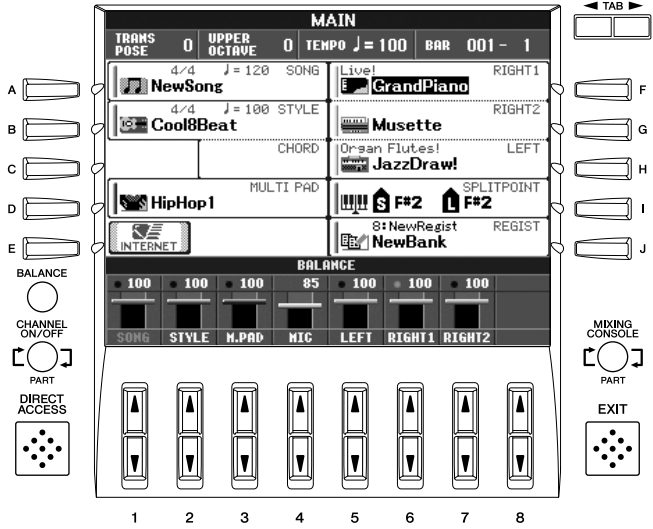 MAIN
◄ TAB ►
TRANS POSE 0 UPPER OCTAVE 0 TEMPO ♩=100 BAR 001- 1
A
4/4 ♩=120 SONG
NewSong
Live! RIGHT1
GrandPiano
F
B
4/4 ♩=100 STYLE
Cool8Beat
RIGHT2
Musette
G
C
CHORD
Organ Flutes! LEFT
JazzDraw!
H
D
MULTI PAD
HipHop1
SPLITPOINT
S F#2 L F#2
I
E
INTERNET
8:NewRegist REGIST
NewBank
J
BALANCE
BALANCE
100 100 100 85 100 100 100
SONG STYLE M.PAD MIC LEFT RIGHT1 RIGHT2
CHANNEL
ON/OFF
PART
MIXING
CONSOLE
PART
DIRECT
ACCESS
EXIT
1 2 3 4 5 6 7 8